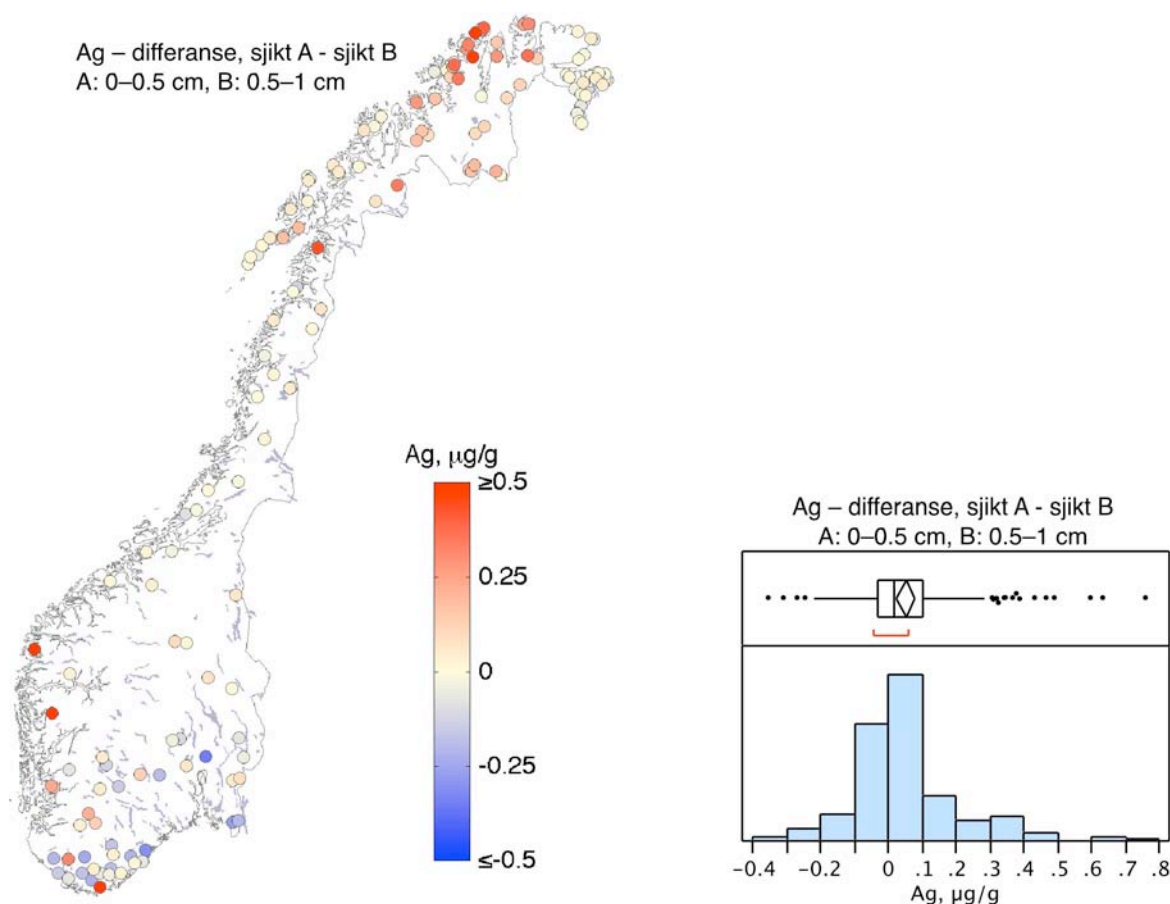 Ag – differanse, sjikt A - sjikt B
A: 0–0.5 cm, B: 0.5–1 cm
Ag, µg/g
≥0.5
0.25
0
-0.25
≤-0.5
Ag – differanse, sjikt A - sjikt B
A: 0–0.5 cm, B: 0.5–1 cm
-0.4 -0.2 0 .1 .2 .3 .4 .5 .6 .7 .8
Ag, µg/g